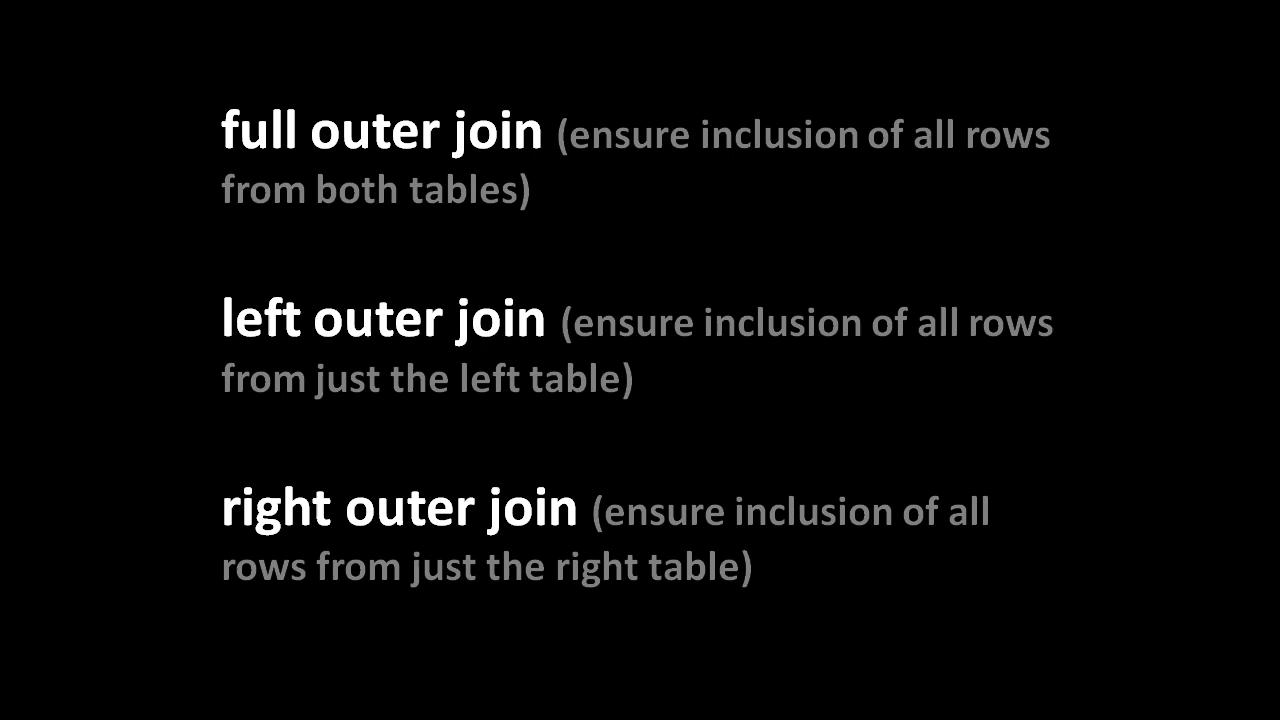 full outer join (ensure inclusion of all rows
from both tables)
left outer join (ensure inclusion of all rows
from just the left table)
right outer join (ensure inclusion of all
rows from just the right table)